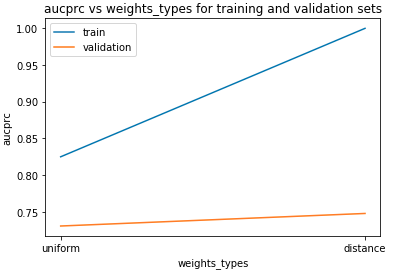 aucprc vs weights_types for training and validation sets
train
validation
1.00
0.95
0.90
0.85
0.80
0.75
aucprc
uniform
distance
weights_types